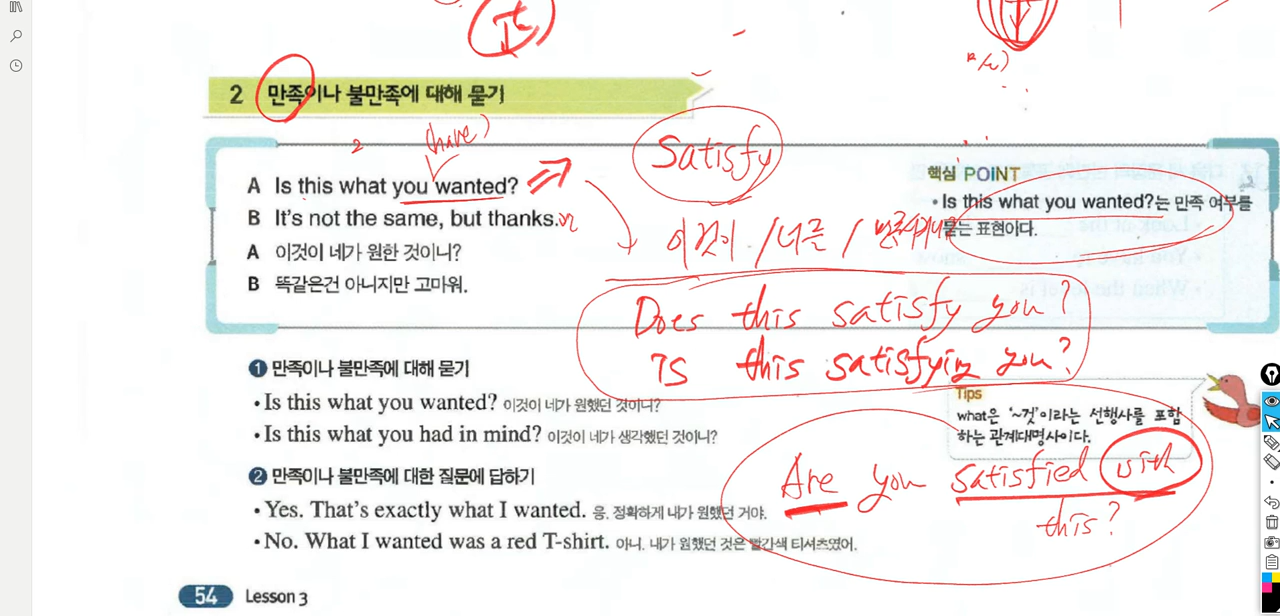 2 만족이나 불만족에 대해 묻기
(have)
Satisfy
A Is this what you wanted?
B It's not the same, but thanks.
A 이것이 네가 원한 것이니?
B 똑같은건 아니지만 고마워.
핵심 POINT
• Is this what you wanted?는 만족 여부를
묻는 표현이다.
이것이 / 너를 /
Does this satisfy you?
Is this satisfying you?
① 만족이나 불만족에 대해 묻기
• Is this what you wanted? 이것이 네가 원했던 것이니?
• Is this what you had in mind? 이것이 네가 생각했던 것이니?
② 만족이나 불만족에 대한 질문에 답하기
• Yes. That's exactly what I wanted. 응. 정확하게 내가 원했던 거야.
• No. What I wanted was a red T-shirt. 아니. 내가 원했던 것은 빨간색 티셔츠였어.
Tips
what은 '~것'이라는 선행사를 포함
하는 관계대명사이다.
Are you satisfied with
this?
54 Lesson 3